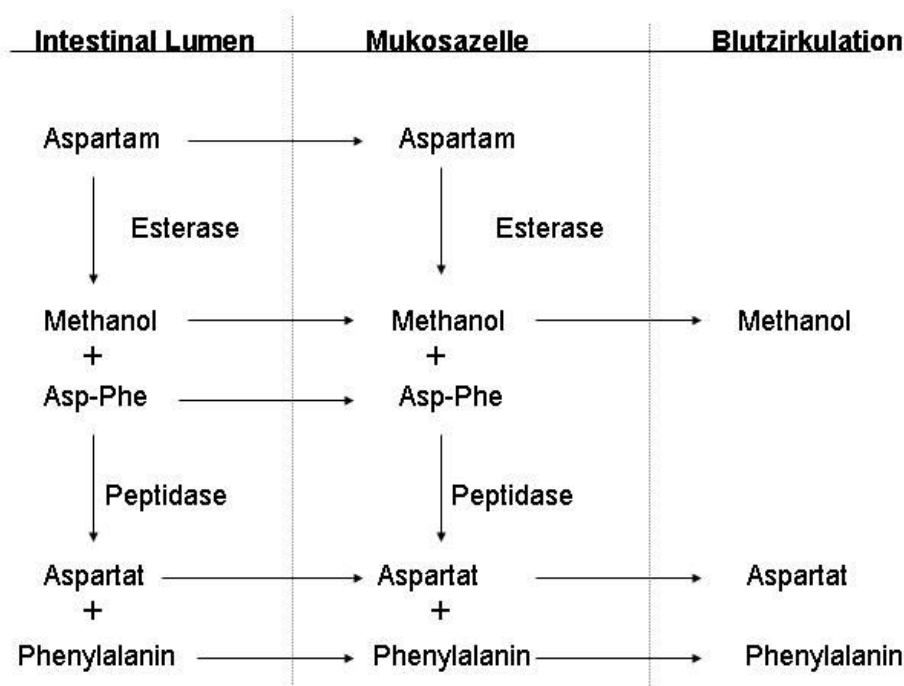 Intestinal Lumen Mukosazelle Blutzirkulation
Aspartam Aspartam
Esterase Esterase
Methanol Methanol Methanol
+ +
Asp-Phe Asp-Phe
Peptidase Peptidase
Aspartat Aspartat Aspartat
+ +
Phenylalanin Phenylalanin Phenylalanin